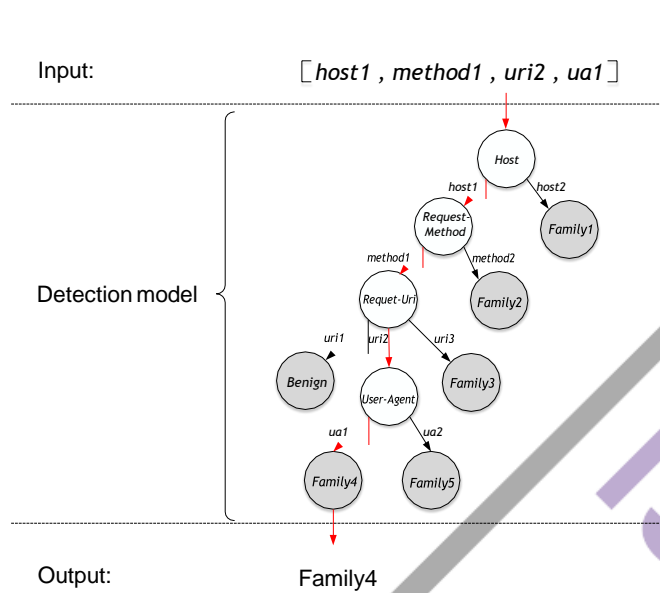 Input:
[host1 , method1 , uri2 , ua1]
Host
host1
host2
Request-
Method
Family1
method1
method2
Requet-Uri
Family2
uri1
uri2
uri3
Benign
User-Agent
Family3
ua1
ua2
Family4
Family5
Detection model
Output:
Family4